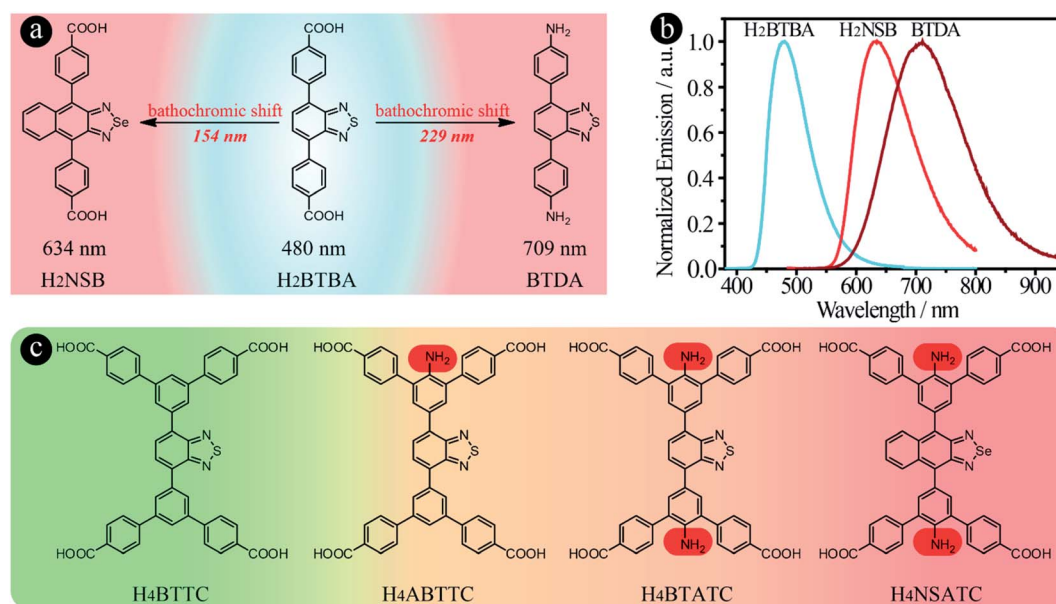 a
COOH
COOH
NH2
N
Se
N
bathochromic shift
154 nm
N
S
N
bathochromic shift
229 nm
N
S
N
COOH
COOH
NH2
634 nm
480 nm
709 nm
H2NSB
H2BTBA
BTDA
b
H2BTBA
H2NSB
BTDA
Normalized Emission / a.u.
1.0
0.8
0.6
0.4
0.2
0.0
400
500
600
700
800
900
Wavelength / nm
c
HOOC
COOH
HOOC
NH2
COOH
HOOC
NH2
COOH
HOOC
NH2
COOH
N
S
N
N
S
N
N
S
N
N
Se
N
HOOC
COOH
HOOC
COOH
HOOC
NH2
COOH
HOOC
NH2
COOH
H4BTTC
H4ABTTC
H4BTATC
H4NSATC